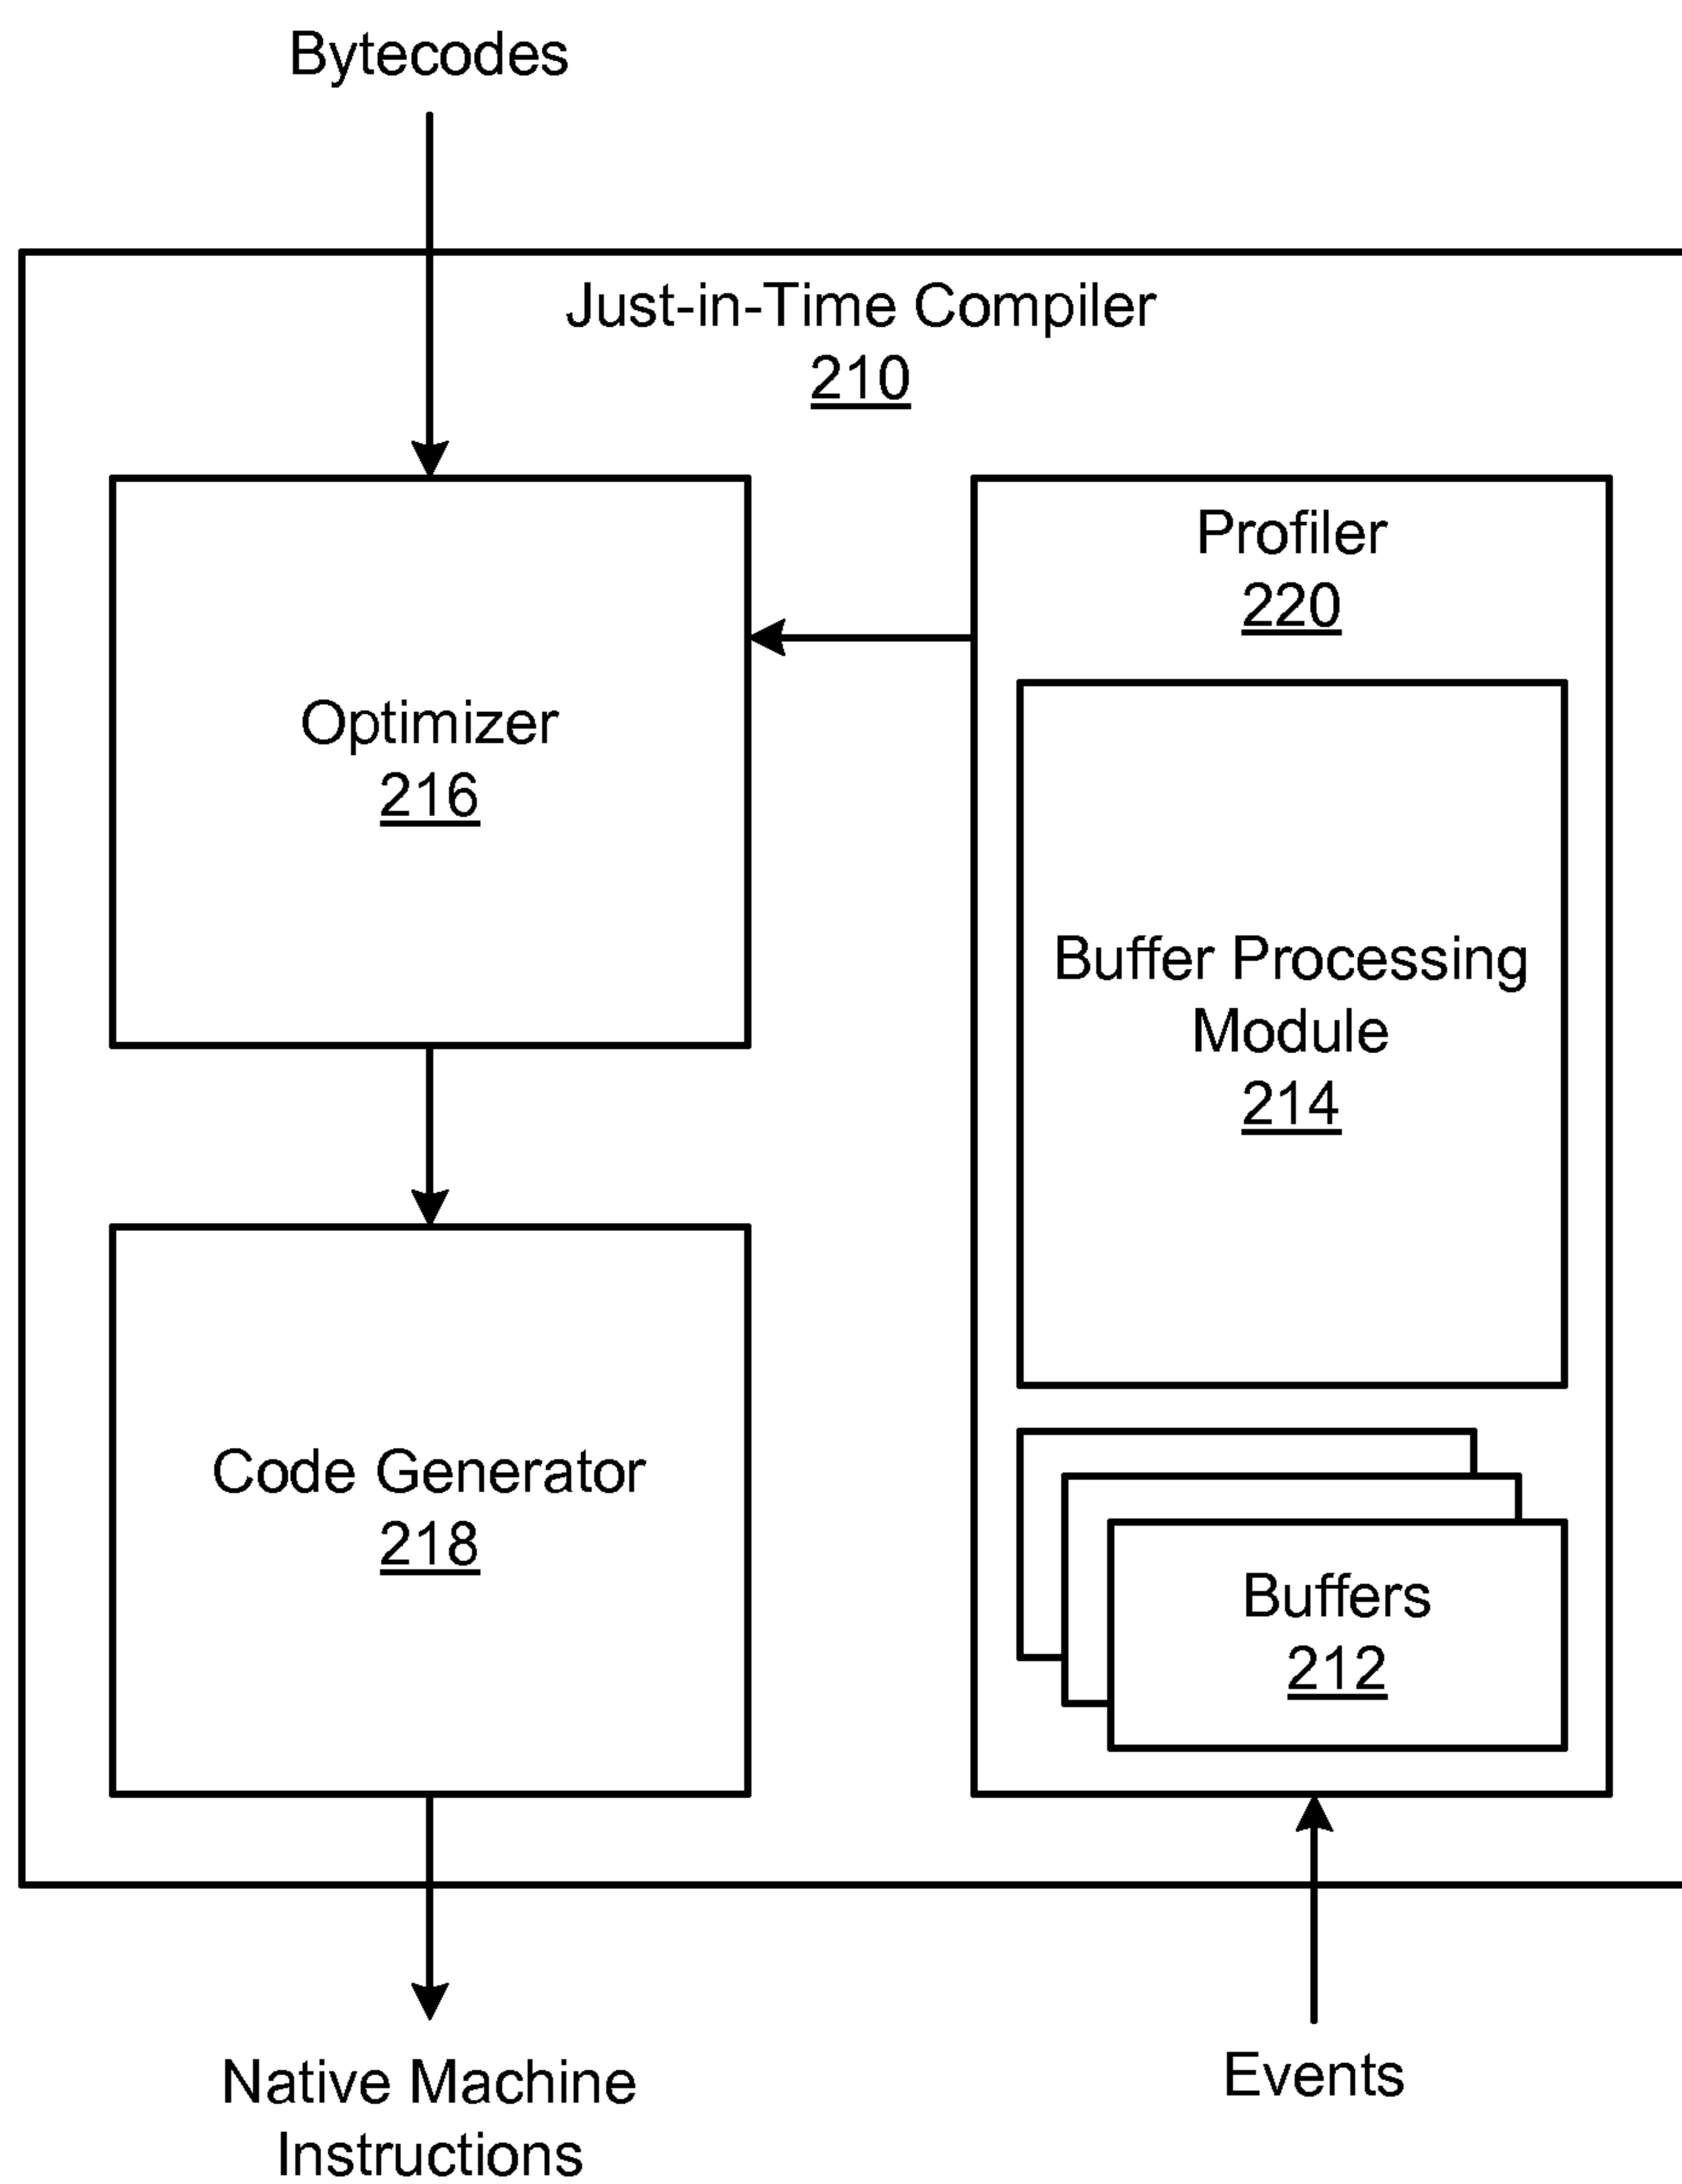 Bytecodes
Just-in-Time Compiler
210
Profiler
220
Optimizer
216
Buffer Processing
Module
214
Code Generator
218
Buffers
212
Native Machine
Instructions
Events